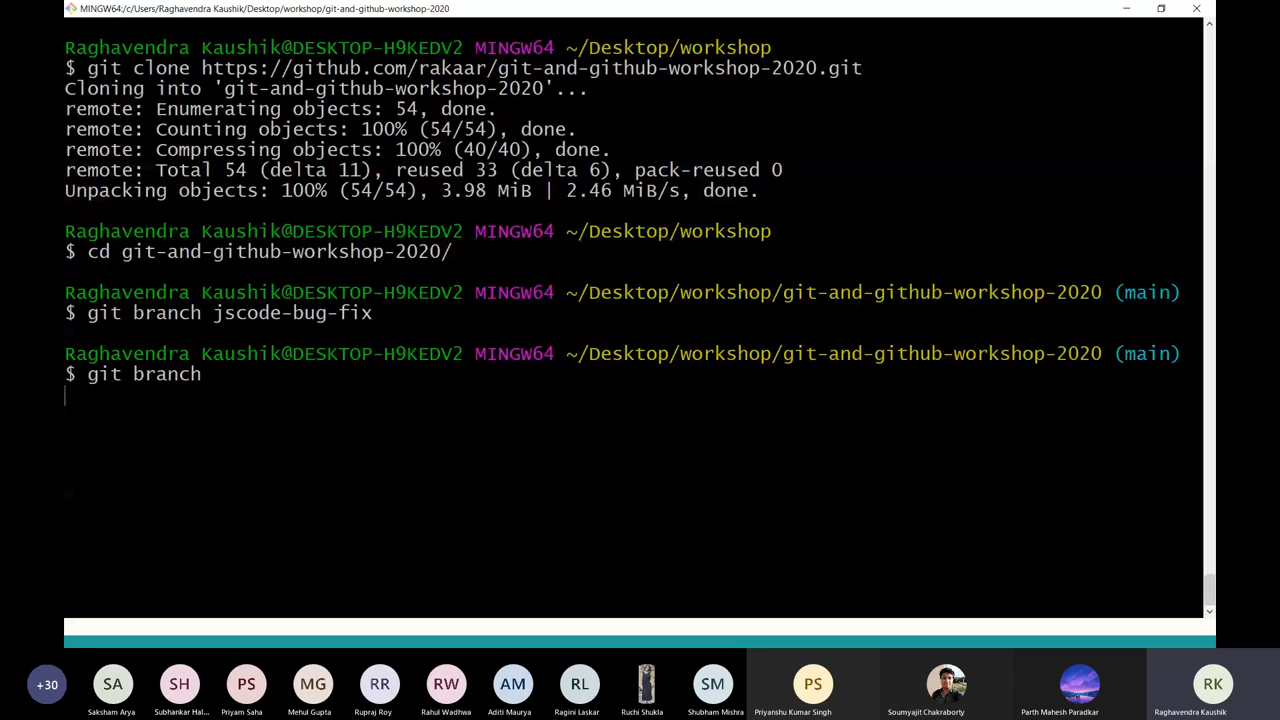 MINGW64:/c/Users/Raghavendra Kaushik/Desktop/workshop/git-and-github-workshop-2020
Raghavendra Kaushik@DESKTOP-H9KEDV2 MINGW64 ~/Desktop/workshop
$ git clone https://github.com/rakaar/git-and-github-workshop-2020.git
Cloning into 'git-and-github-workshop-2020'...
remote: Enumerating objects: 54, done.
remote: Counting objects: 100% (54/54), done.
remote: Compressing objects: 100% (40/40), done.
remote: Total 54 (delta 11), reused 33 (delta 6), pack-reused 0
Unpacking objects: 100% (54/54), 3.98 MiB | 2.46 MiB/s, done.
Raghavendra Kaushik@DESKTOP-H9KEDV2 MINGW64 ~/Desktop/workshop
$ cd git-and-github-workshop-2020/
Raghavendra Kaushik@DESKTOP-H9KEDV2 MINGW64 ~/Desktop/workshop/git-and-github-workshop-2020 (main)
$ git branch jscode-bug-fix
Raghavendra Kaushik@DESKTOP-H9KEDV2 MINGW64 ~/Desktop/workshop/git-and-github-workshop-2020 (main)
$ git branch
+30 SA SH PS MG RR RW AM RL SM PS RK
Saksham Arya Subhankar Hal... Priyam Saha Mehul Gupta Rupraj Roy Rahul Wadhwa Aditi Maurya Ragini Laskar Ruchi Shukla Shubham Mishra Priyanshu Kumar Singh Soumyajit Chakraborty Parth Mahesh Paradkar Raghavendra Kaushik